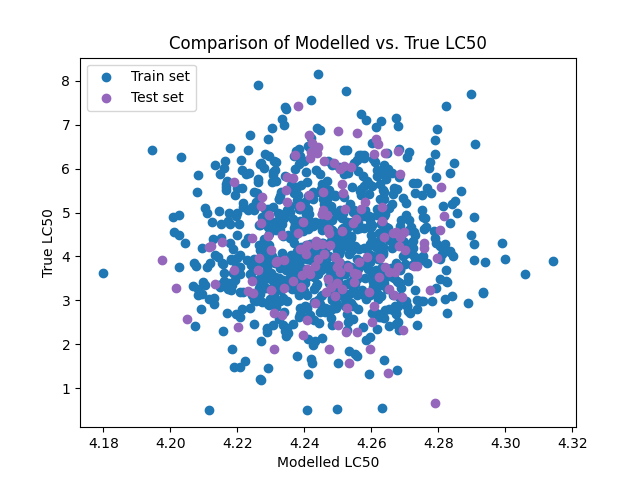 Comparison of Modelled vs. True LC50
Train set
Test set
8
7
6
5
4
3
2
1
True LC50
4.18 4.20 4.22 4.24 4.26 4.28 4.30 4.32
Modelled LC50